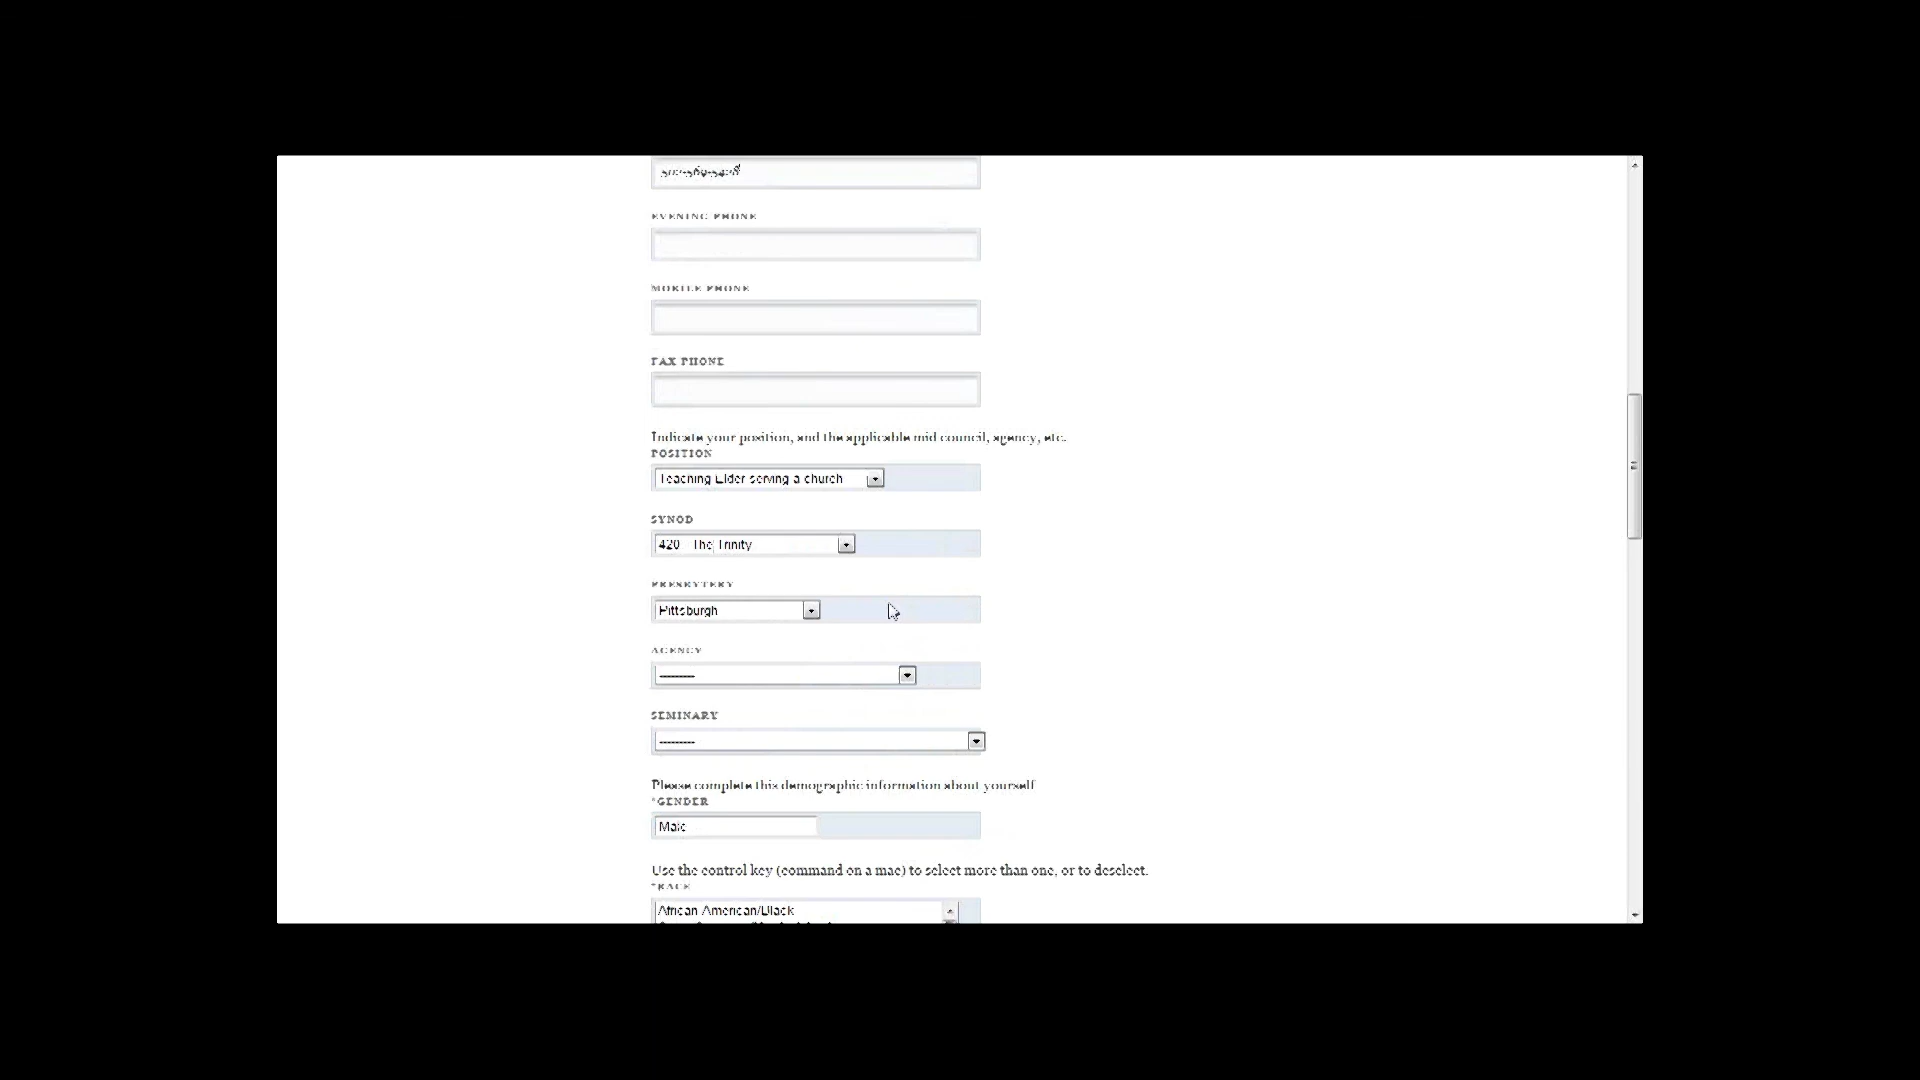 EVENING PHONE
MOBILE PHONE
FAX PHONE
Indicate your position, and the applicable mid council, agency, etc.
POSITION
Teaching Elder serving a church
SYNOD
420 The Trinity
PRESBYTERY
Pittsburgh
AGENCY
---------
SEMINARY
---------
Please complete this demographic information about yourself
*GENDER
Male
Use the control key (command on a mac) to select more than one, or to deselect.
*RACE
African American/Black